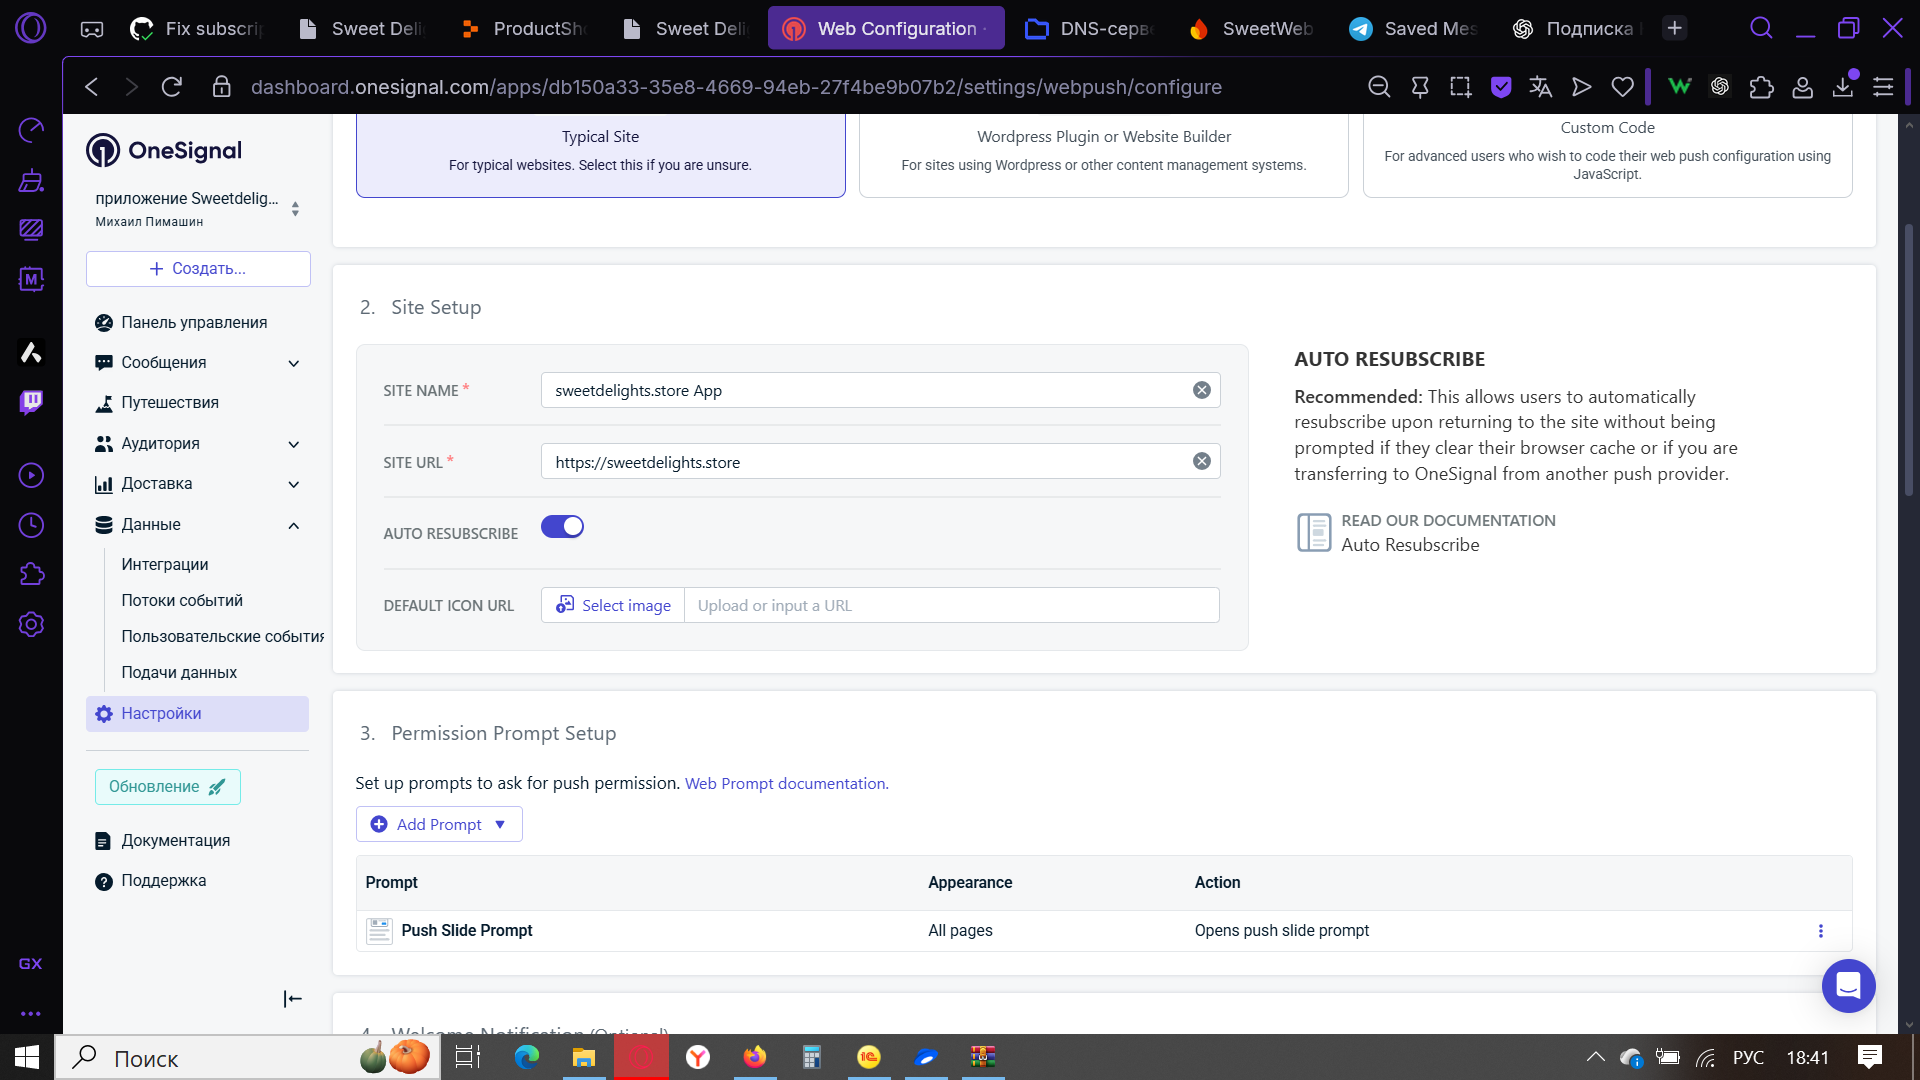 Fix subscrip
Sweet Deli
ProductSho
Sweet Deli
Web Configuration
DNS-серве
SweetWeb
Saved Mes
Подписка
dashboard.onesignal.com/apps/db150a33-35e8-4669-94eb-27f4be9b07b2/settings/webpush/configure
OneSignal
приложение Sweetdelig...
Михаил Пимашин
Создать...
Панель управления
Сообщения
Путешествия
Аудитория
Доставка
Данные
Интеграции
Потоки событий
Пользовательские события
Подачи данных
Настройки
Обновление
Документация
Поддержка
GX
Typical Site
For typical websites. Select this if you are unsure.
Wordpress Plugin or Website Builder
For sites using Wordpress or other content management systems.
Custom Code
For advanced users who wish to code their web push configuration using
JavaScript.
2. Site Setup
SITE NAME *
sweetdelights.store App
SITE URL *
https://sweetdelights.store
AUTO RESUBSCRIBE
DEFAULT ICON URL
Select image
Upload or input a URL
AUTO RESUBSCRIBE
Recommended: This allows users to automatically
resubscribe upon returning to the site without being
prompted if they clear their browser cache or if you are
transferring to OneSignal from another push provider.
READ OUR DOCUMENTATION
Auto Resubscribe
3. Permission Prompt Setup
Set up prompts to ask for push permission. Web Prompt documentation.
Add Prompt
Prompt Appearance Action
Push Slide Prompt All pages Opens push slide prompt
4. Welcome Notification (Optional)
Поиск
РУС
18:41